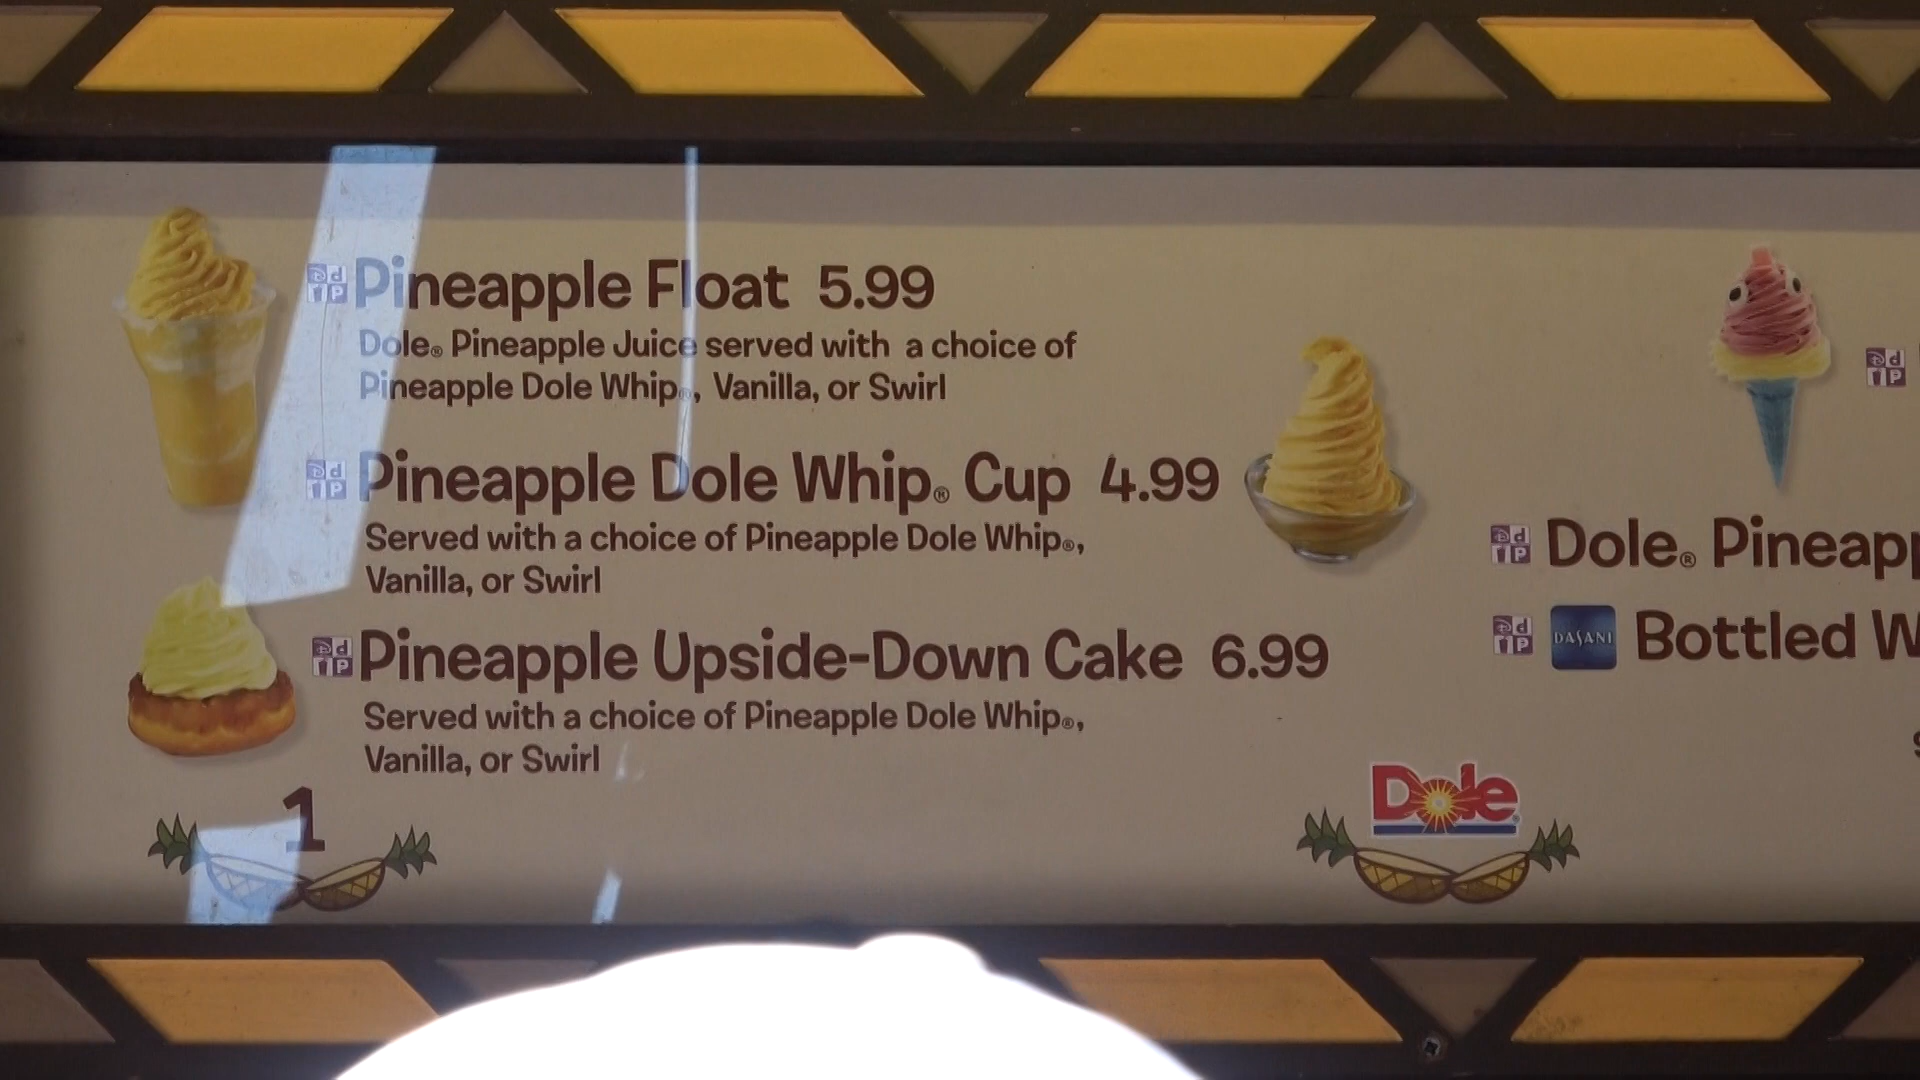 Pineapple Float 5.99
Dole® Pineapple Juice served with a choice of
Pineapple Dole Whip®, Vanilla, or Swirl
Pineapple Dole Whip® Cup 4.99
Served with a choice of Pineapple Dole Whip®,
Vanilla, or Swirl
Pineapple Upside-Down Cake 6.99
Served with a choice of Pineapple Dole Whip®,
Vanilla, or Swirl
1
Dole®
Dole® Pineapp
DASANI Bottled W